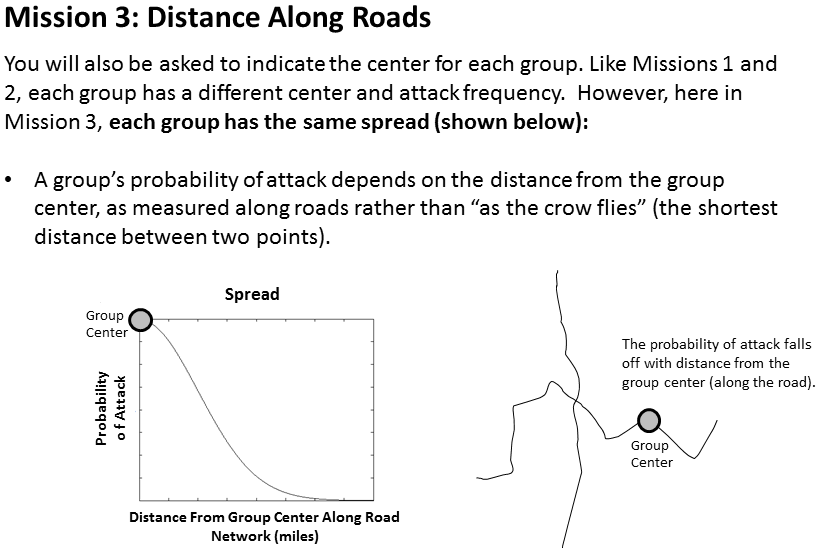 Mission 3: Distance Along Roads
You will also be asked to indicate the center for each group. Like Missions 1 and
2, each group has a different center and attack frequency. However, here in
Mission 3, each group has the same spread (shown below):
• A group's probability of attack depends on the distance from the group
center, as measured along roads rather than "as the crow flies" (the shortest
distance between two points).
Spread
Group
Center
Probability
of Attack
Distance From Group Center Along Road
Network (miles)
The probability of attack falls
off with distance from the
group center (along the road).
Group
Center